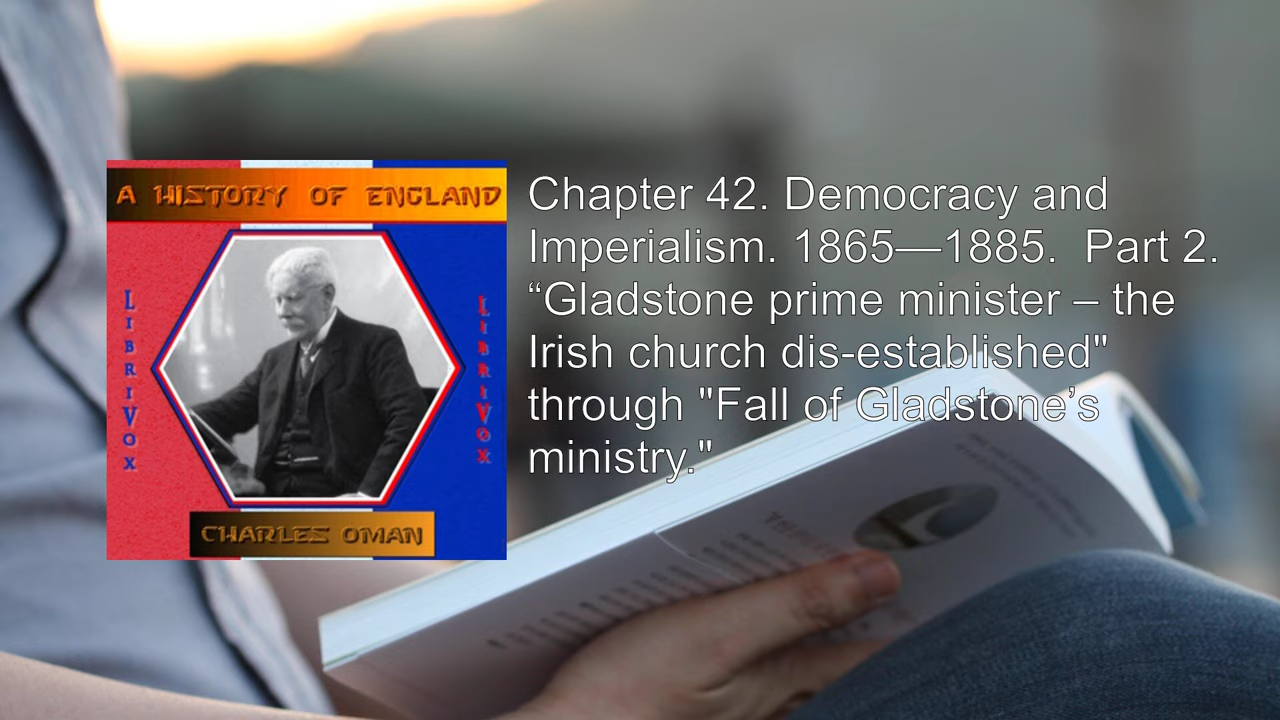 A HISTORY OF ENGLAND
LIBRIVOX
LIBRIVOX
CHARLES OMAN
Chapter 42. Democracy and
Imperialism. 1865—1885.  Part 2.
“Gladstone prime minister – the
Irish church dis-established"
through "Fall of Gladstone’s
ministry."